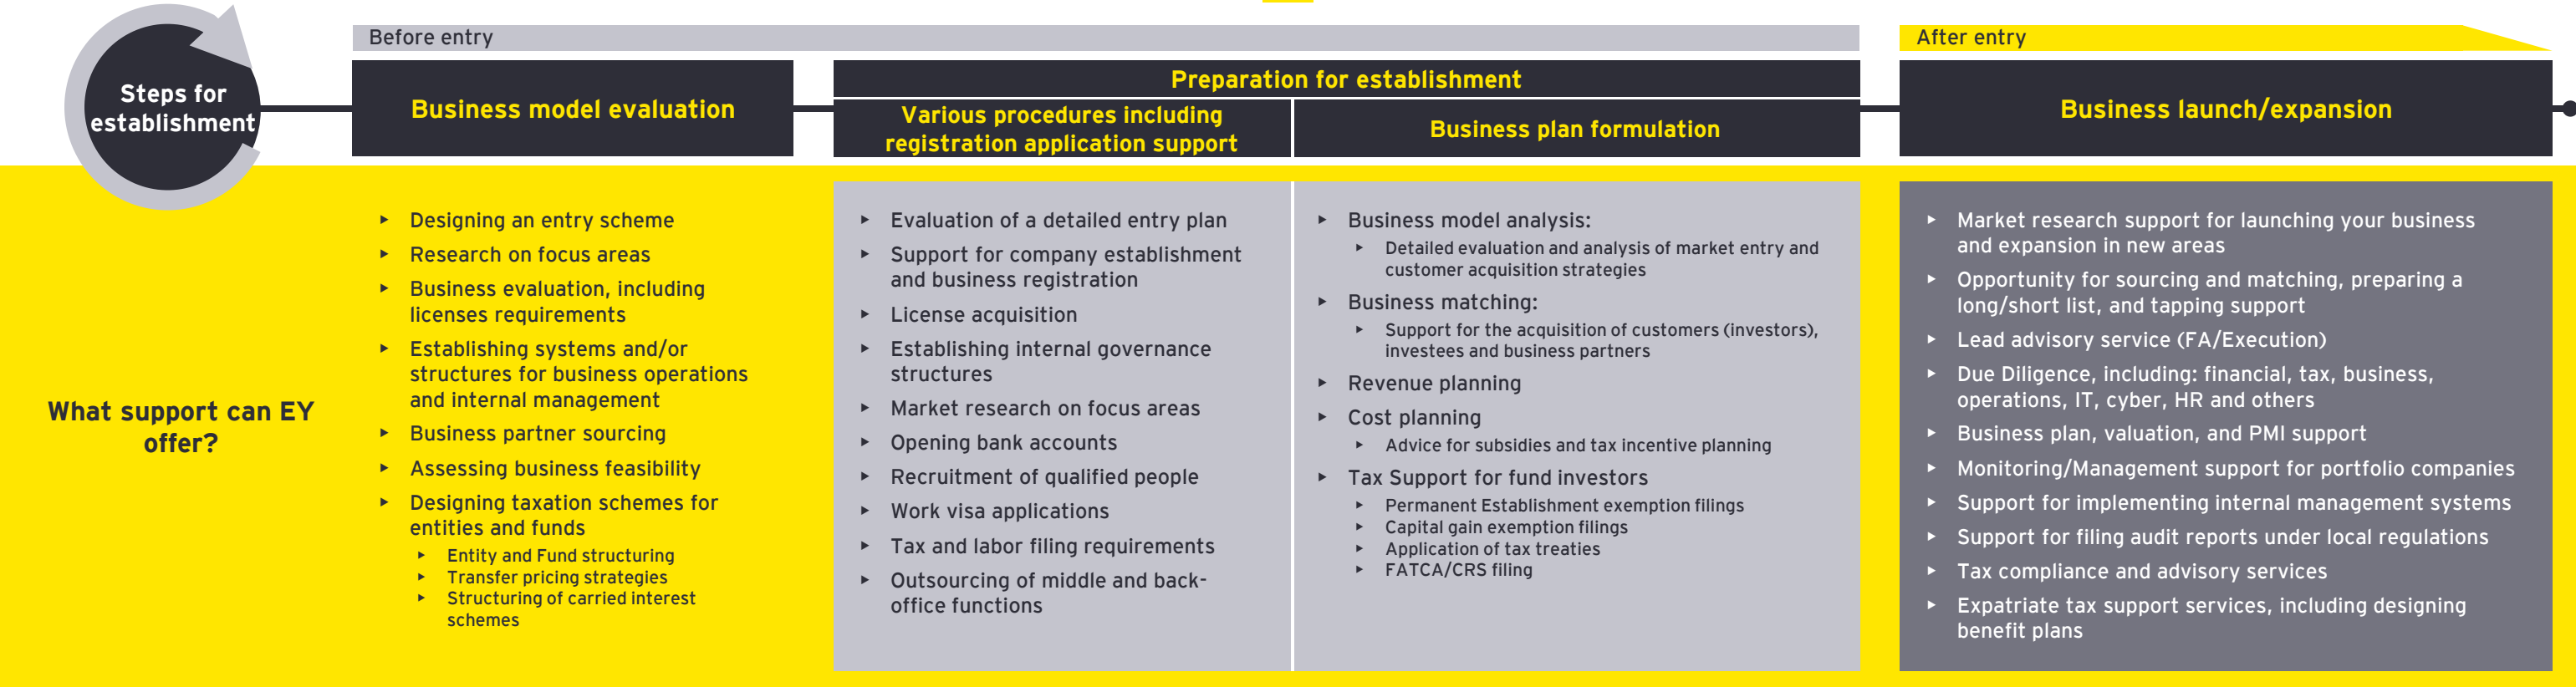 Steps for
establishment
Before entry
After entry
Business model evaluation
Preparation for establishment
Various procedures including
registration application support
Business plan formulation
Business launch/expansion
What support can EY
offer?
▸ Designing an entry scheme
▸ Research on focus areas
▸ Business evaluation, including
licenses requirements
▸ Establishing systems and/or
structures for business operations
and internal management
▸ Business partner sourcing
▸ Assessing business feasibility
▸ Designing taxation schemes for
entities and funds
▸ Entity and Fund structuring
▸ Transfer pricing strategies
▸ Structuring of carried interest
schemes
▸ Evaluation of a detailed entry plan
▸ Support for company establishment
and business registration
▸ License acquisition
▸ Establishing internal governance
structures
▸ Market research on focus areas
▸ Opening bank accounts
▸ Recruitment of qualified people
▸ Work visa applications
▸ Tax and labor filing requirements
▸ Outsourcing of middle and back-
office functions
▸ Business model analysis:
▸ Detailed evaluation and analysis of market entry and
customer acquisition strategies
▸ Business matching:
▸ Support for the acquisition of customers (investors),
investees and business partners
▸ Revenue planning
▸ Cost planning
▸ Advice for subsidies and tax incentive planning
▸ Tax Support for fund investors
▸ Permanent Establishment exemption filings
▸ Capital gain exemption filings
▸ Application of tax treaties
▸ FATCA/CRS filing
▸ Market research support for launching your business
and expansion in new areas
▸ Opportunity for sourcing and matching, preparing a
long/short list, and tapping support
▸ Lead advisory service (FA/Execution)
▸ Due Diligence, including: financial, tax, business,
operations, IT, cyber, HR and others
▸ Business plan, valuation, and PMI support
▸ Monitoring/Management support for portfolio companies
▸ Support for implementing internal management systems
▸ Support for filing audit reports under local regulations
▸ Tax compliance and advisory services
▸ Expatriate tax support services, including designing
benefit plans